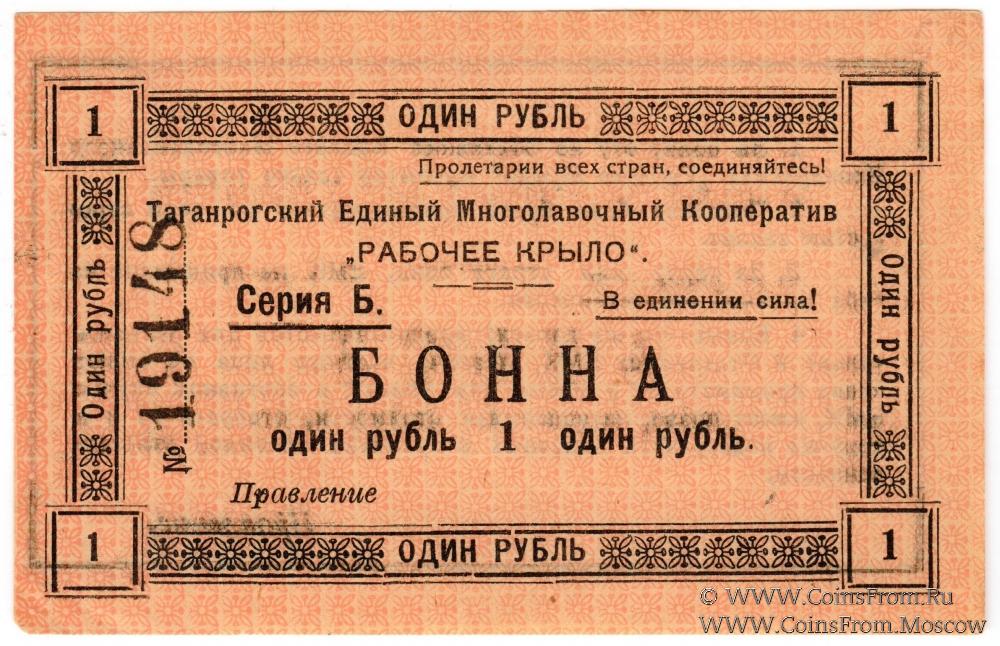 1 ОДИН РУБЛЬ 1
Пролетарии всех стран, соединяйтесь!
Таганрогский Единый Многолавочный Кооператив
„РАБОЧЕЕ КРЫЛО“.
Серия Б. В единении сила!
БОННА
один рубль 1 один рубль.
Правление
№ 19148
Один рубль
Один рубль
1 ОДИН РУБЛЬ 1
© WWW.CoinsFrom.Ru
WWW.CoinsFrom.Moscow